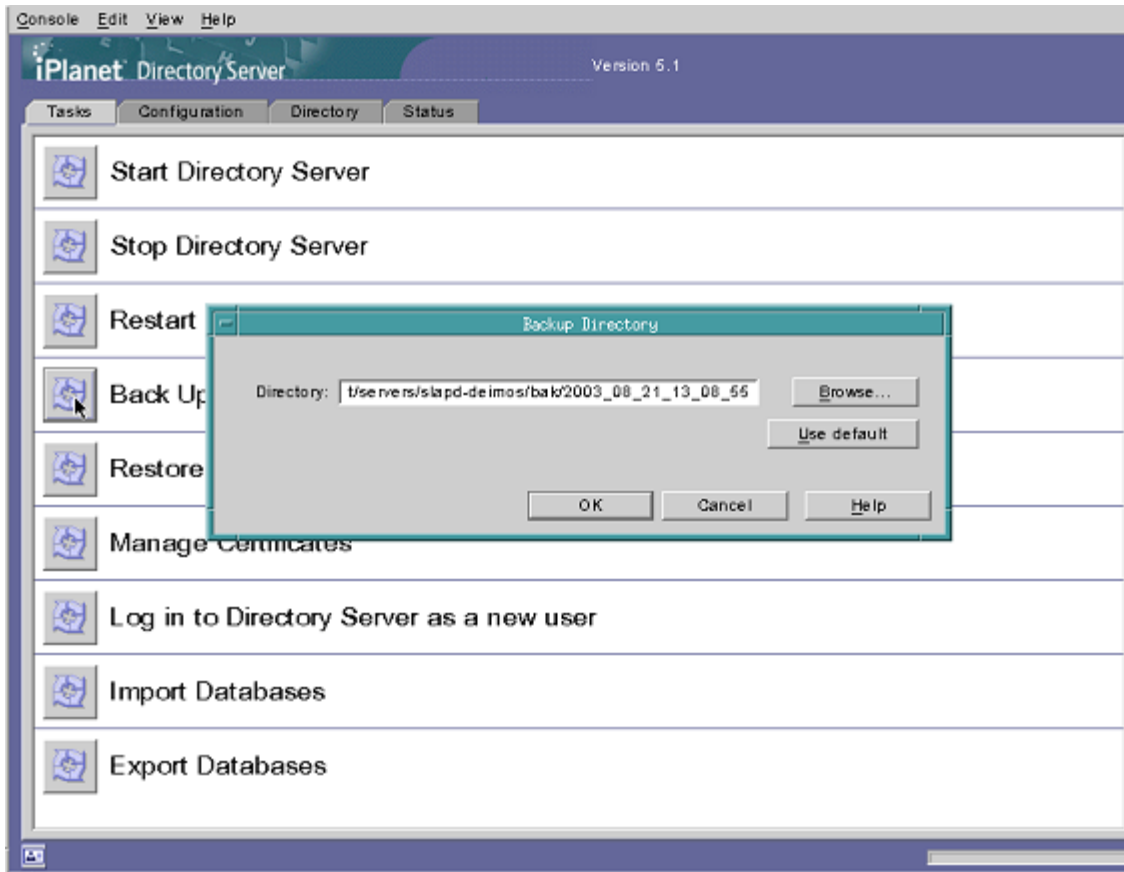 Console Edit View Help
iPlanet Directory Server
Version 5.1
Tasks Configuration Directory Status
Start Directory Server
Stop Directory Server
Restart
Back Up
Restore
Manage Certificates
Log in to Directory Server as a new user
Import Databases
Export Databases
Backup Directory
Directory: t/servers/slapd-deimos/bak/2003_08_21_13_08_55 Browse...
Use default
OK Cancel Help